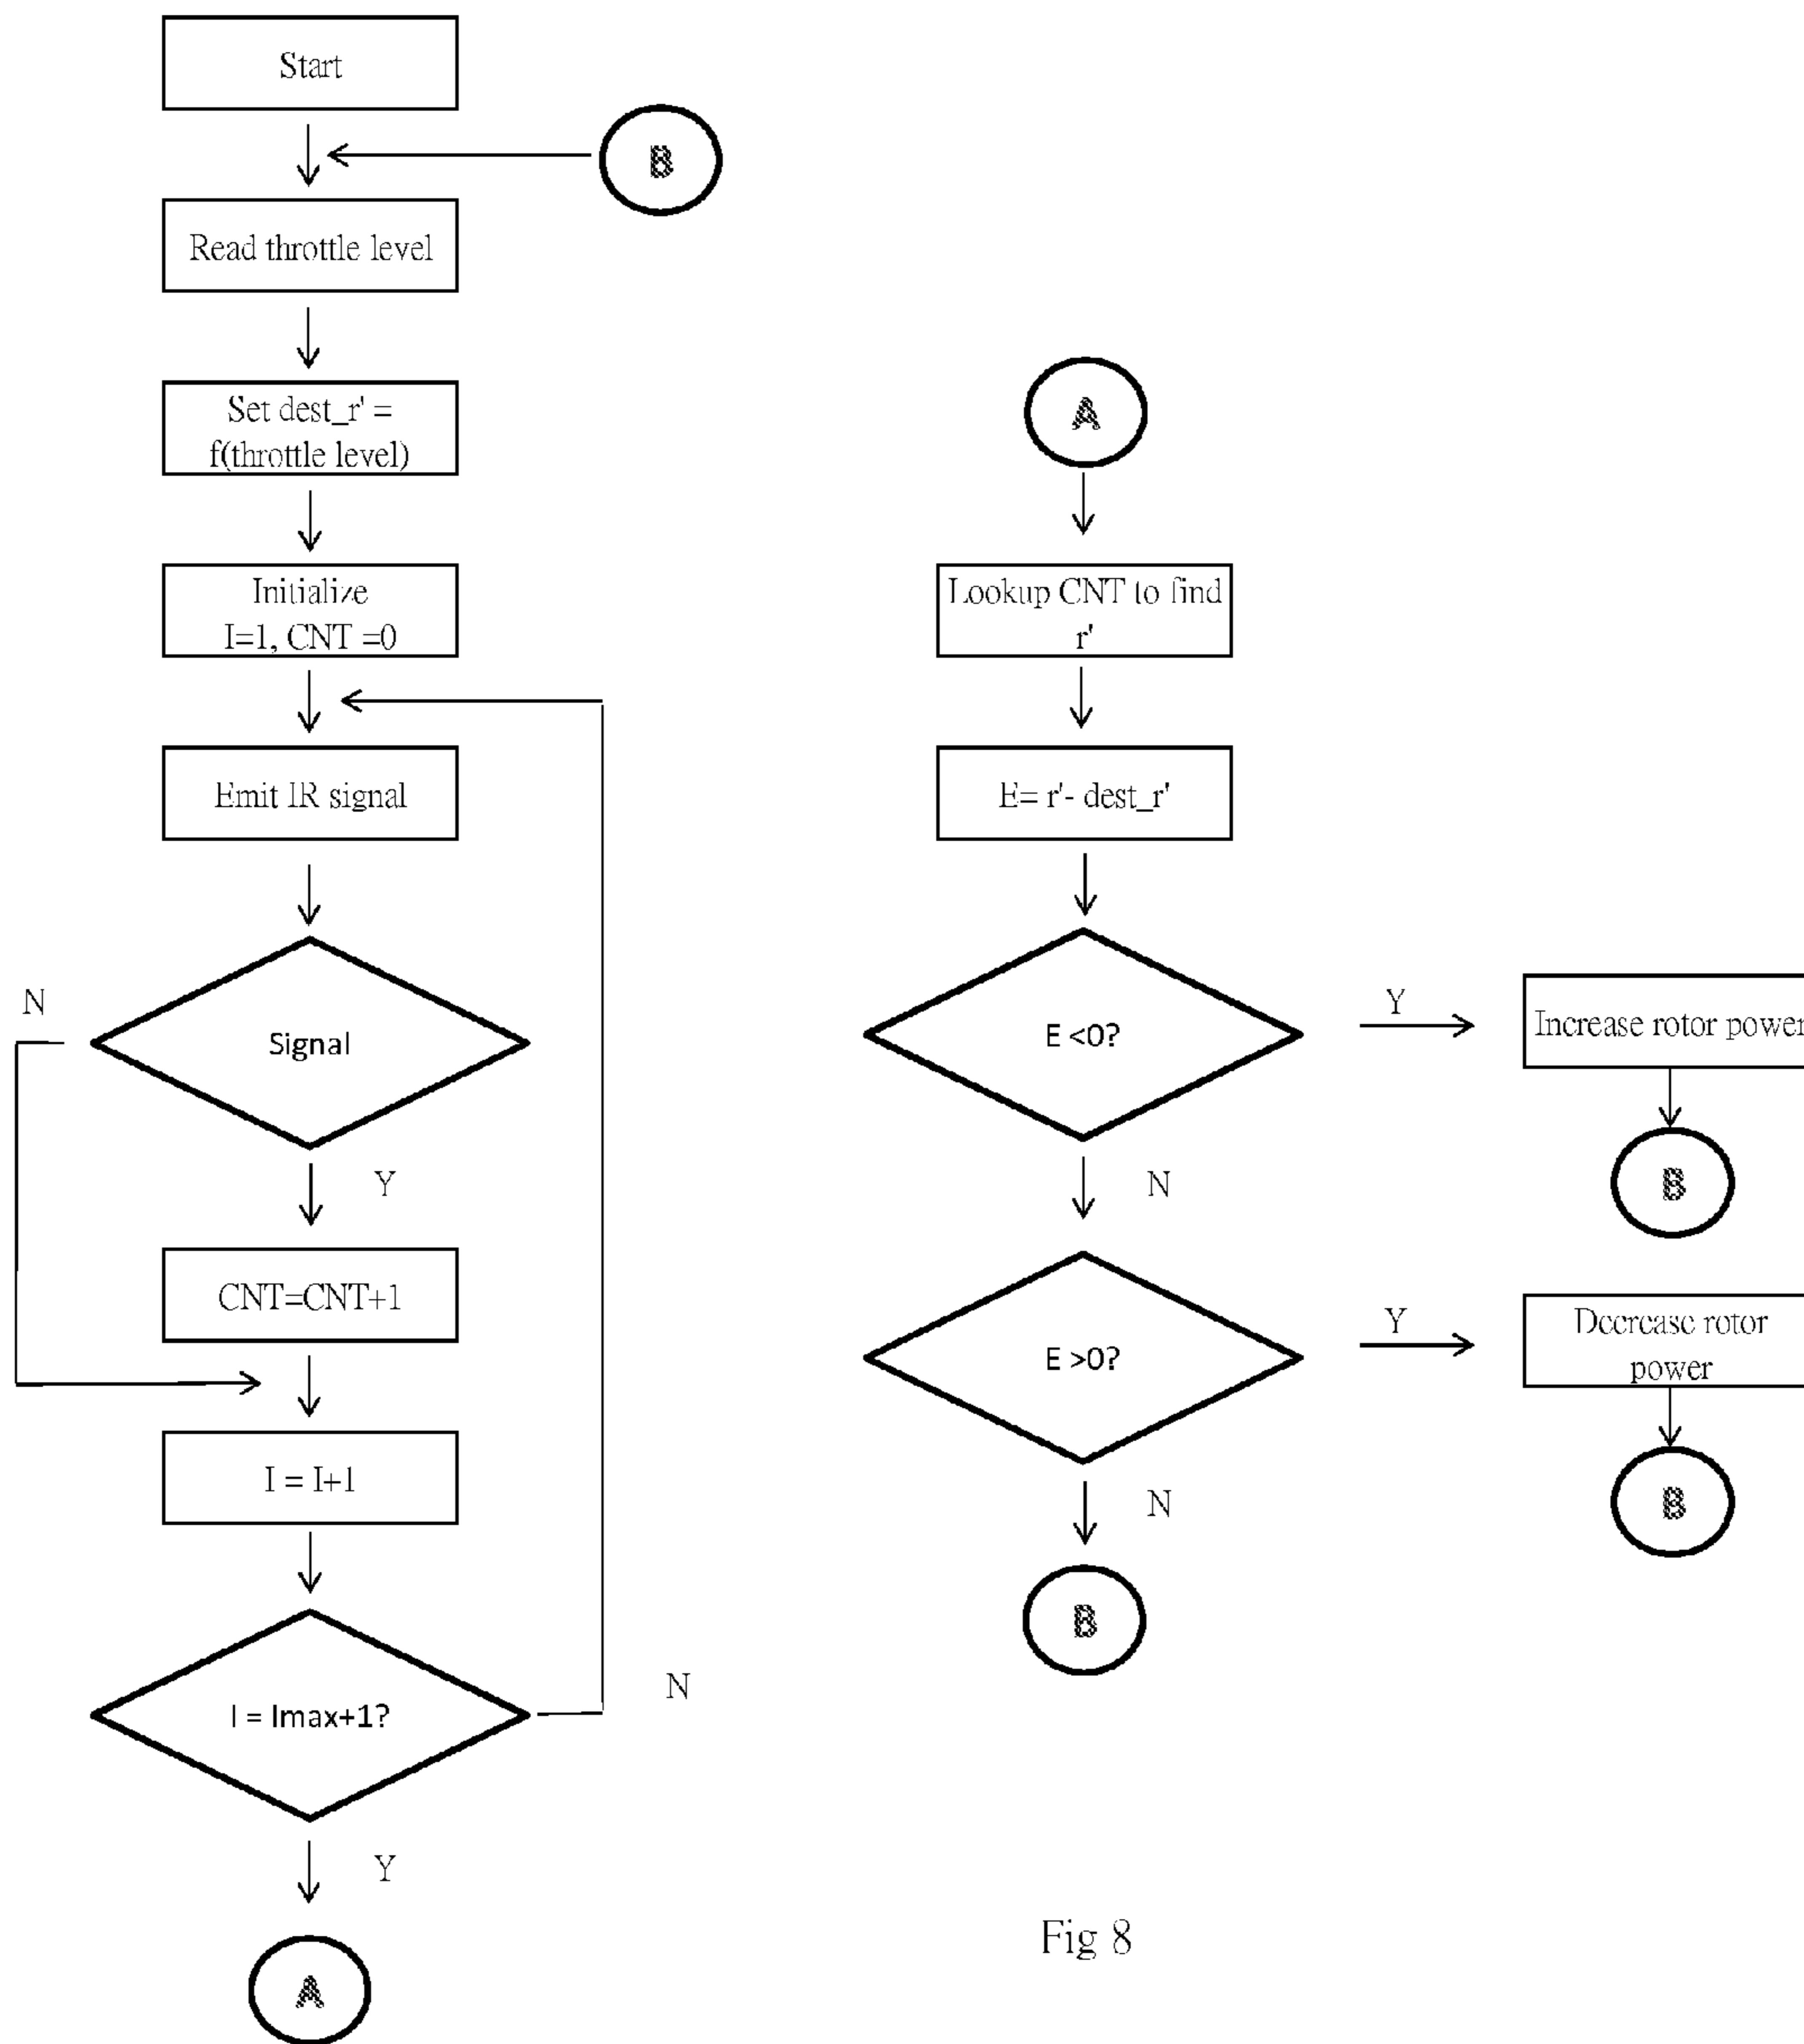 Start
B
Read throttle level
Set dest_r' =
f(throttle level)
Initialize
I=1, CNT =0
Emit IR signal
N
Signal
Y
CNT=CNT+1
I = I+1
I = Imax+1?
N
Y
A
A
Lookup CNT to find
r'
E= r'- dest_r'
E <0?
Y
Increase rotor power
B
N
E >0?
Y
Decrease rotor
power
B
N
B
Fig 8